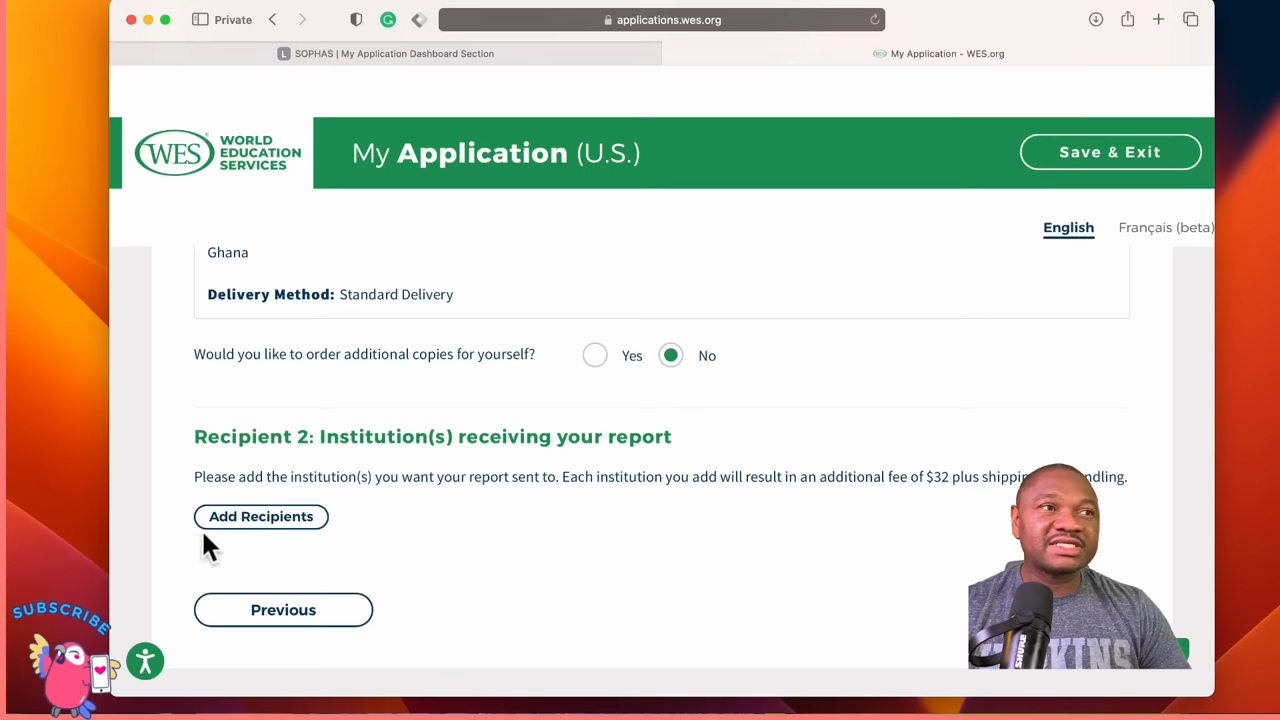 Private
applications.wes.org
SOPHAS | My Application Dashboard Section
My Application - WES.org
WES
WORLD
EDUCATION
SERVICES
My Application (U.S.)
Save & Exit
English
Français (beta)
Ghana
Delivery Method: Standard Delivery
Would you like to order additional copies for yourself?
Yes
No
Recipient 2: Institution(s) receiving your report
Please add the institution(s) you want your report sent to. Each institution you add will result in an additional fee of $32 plus
Add Recipients
Previous
SUBSCRIBE
SHURE